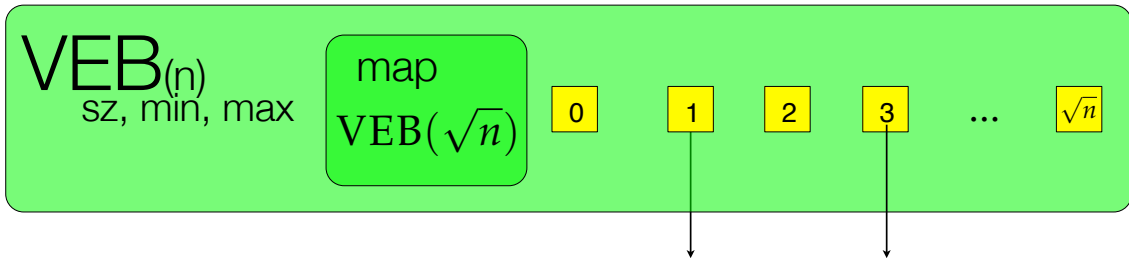 VEB(n)
sz, min, max
map
VEB(√n)
0 1 2 3 ... √n